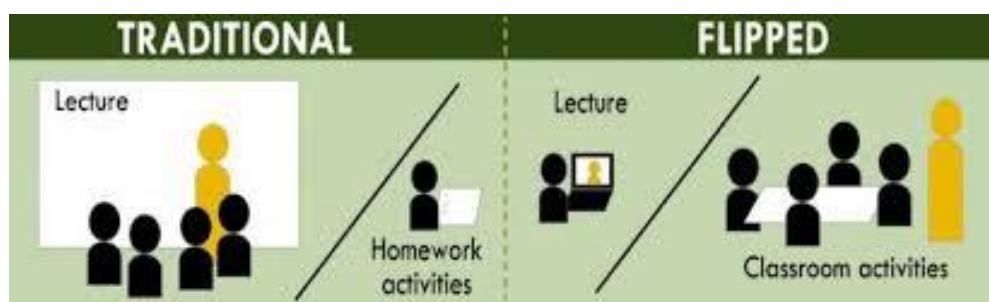 TRADITIONAL
Lecture
Homework
activities
FLIPPED
Lecture
Classroom activities